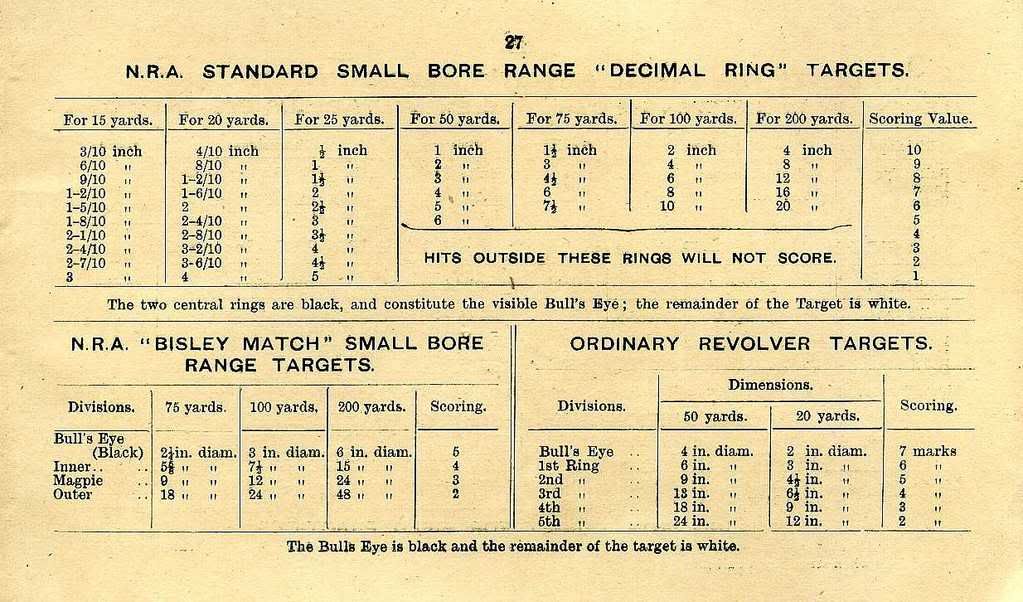 27
N.R.A. STANDARD SMALL BORE RANGE "DECIMAL RING" TARGETS.
For 15 yards. For 20 yards. For 25 yards. For 50 yards. For 75 yards. For 100 yards. For 200 yards. Scoring Value.
3/10 inch 4/10 inch ½ inch 1 inch 1½ inch 2 inch 4 inch 10
6/10 " 8/10 " 1 " 2 " 3 " 4 " 8 " 9
9/10 " 1-2/10 " 1½ " 3 " 4½ " 6 " 12 " 8
1-2/10 " 1-6/10 " 2 " 4 " 6 " 8 " 16 " 7
1-5/10 " 2 " 2½ " 5 " 7½ " 10 " 20 " 6
1-8/10 " 2-4/10 " 3 " 6 " 5
2-1/10 " 2-8/10 " 3½ " 4
2-4/10 " 3-2/10 " 4 " 3
2-7/10 " 3-6/10 " 4½ " HITS OUTSIDE THESE RINGS WILL NOT SCORE. 2
3 " 4 " 5 " 1
The two central rings are black, and constitute the visible Bull's Eye; the remainder of the Target is white.
N.R.A. "BISLEY MATCH" SMALL BORE
RANGE TARGETS.
Divisions. 75 yards. 100 yards. 200 yards. Scoring.
Bull's Eye
(Black) 2¼in. diam. 3 in. diam. 6 in. diam. 5
Inner.. .. 5⅝ " " 7½ " " 15 " " 4
Magpie .. 9 " " 12 " " 24 " " 3
Outer .. 18 " " 24 " " 48 " " 2
ORDINARY REVOLVER TARGETS.
Dimensions.
Divisions. 50 yards. 20 yards. Scoring.
Bull's Eye .. 4 in. diam. 2 in. diam. 7 marks
1st Ring .. 6 in. " 3 in. " 6 "
2nd " .. 9 in. " 4½ in. " 5 "
3rd " .. 13 in. " 6½ in. " 4 "
4th " .. 18 in. " 9 in. " 3 "
5th " .. 24 in. " 12 in. " 2 "
The Bulls Eye is black and the remainder of the target is white.